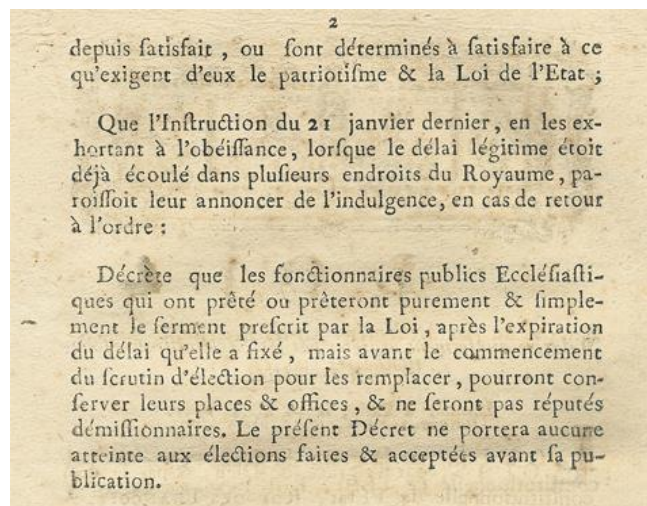 2
depuis ſatisfait , ou ſont déterminés à ſatisfaire à ce
qu'exigent d'eux le patriotiſme & la Loi de l'Etat ;
Que l'Inſtruction du 21 janvier dernier, en les ex-
hortant à l'obéiſſance, lorſque le délai légitime étoit
déjà écoulé dans pluſieurs endroits du Royaume, pa-
roiſſoit leur annoncer de l'indulgence, en cas de retour
à l'ordre :
Décrète que les fonctionnaires publics Eccléſiaſti-
ques qui ont prêté ou prêteront purement & ſimple-
ment le ſerment preſcrit par la Loi, après l'expiration
du délai qu'elle a fixé, mais avant le commencement
du ſcrutin d'élection pour les remplacer, pourront con-
ſerver leurs places & offices, & ne ſeront pas réputés
démiſſionnaires. Le préſent Décret ne portera aucune
atteinte aux élections faites & acceptées avant ſa pu-
blication.